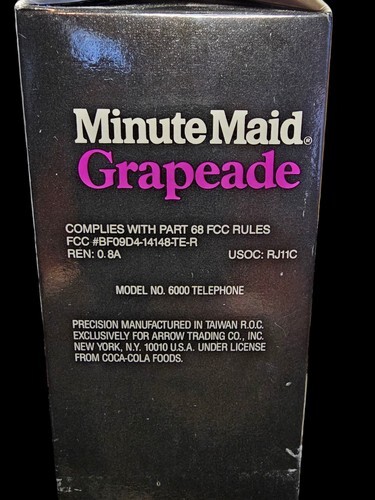 Minute Maid®
Grapeade
COMPLIES WITH PART 68 FCC RULES
FCC #BF09D4-14148-TE-R
REN: 0.8A USOC: RJ11C
MODEL NO. 6000 TELEPHONE
PRECISION MANUFACTURED IN TAIWAN R.O.C.
EXCLUSIVELY FOR ARROW TRADING CO., INC.
NEW YORK, N.Y. 10010 U.S.A. UNDER LICENSE
FROM COCA-COLA FOODS.